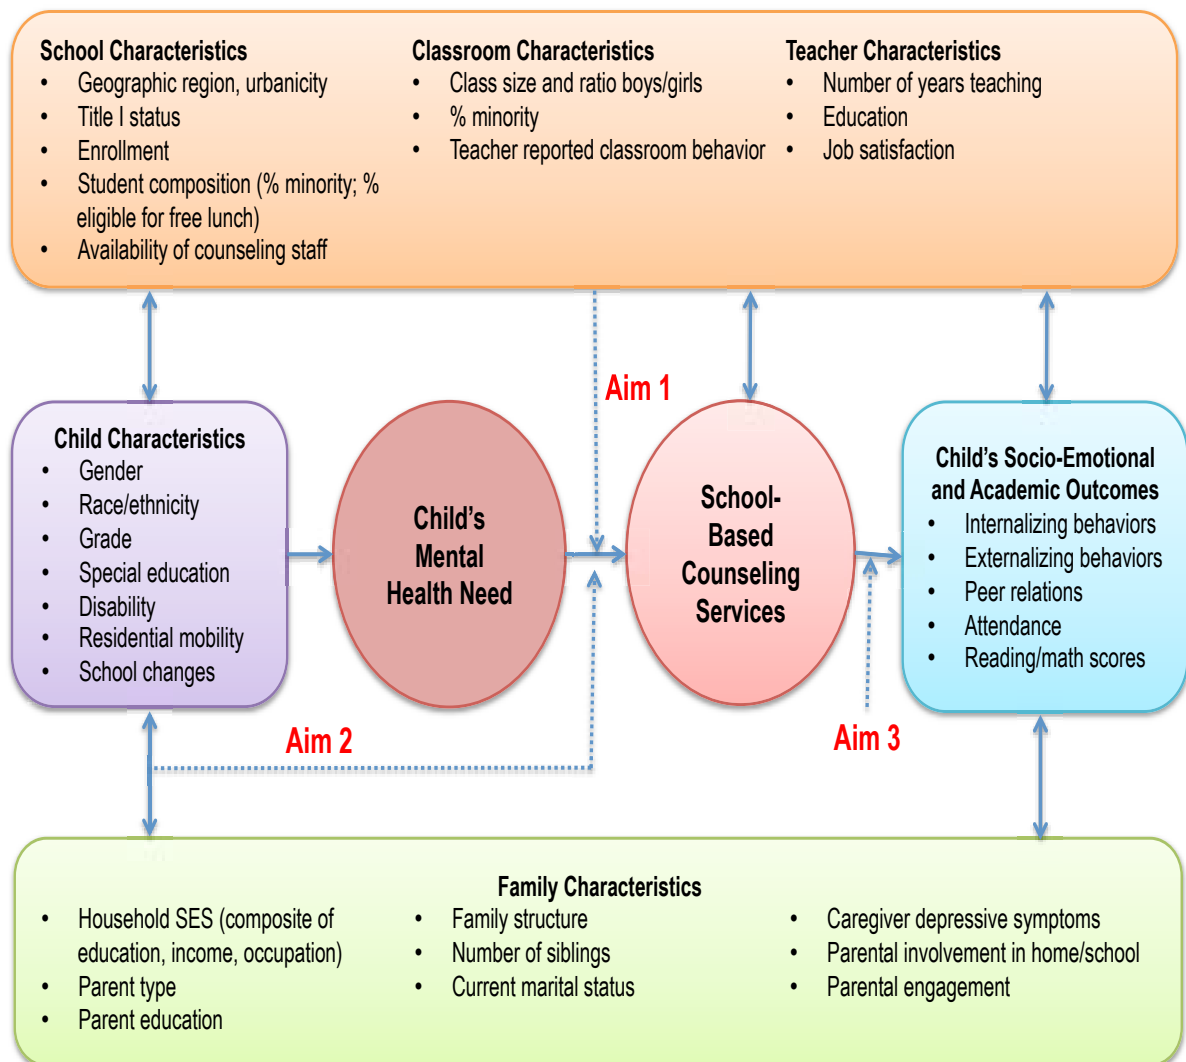 School Characteristics
• Geographic region, urbanicity
• Title I status
• Enrollment
• Student composition (% minority; %
eligible for free lunch)
• Availability of counseling staff
Classroom Characteristics
• Class size and ratio boys/girls
• % minority
• Teacher reported classroom behavior
Teacher Characteristics
• Number of years teaching
• Education
• Job satisfaction
Aim 1
Child Characteristics
• Gender
• Race/ethnicity
• Grade
• Special education
• Disability
• Residential mobility
• School changes
Child's
Mental
Health Need
School-
Based
Counseling
Services
Child's Socio-Emotional
and Academic Outcomes
• Internalizing behaviors
• Externalizing behaviors
• Peer relations
• Attendance
• Reading/math scores
Aim 2
Aim 3
Family Characteristics
• Household SES (composite of
education, income, occupation)
• Parent type
• Parent education
• Family structure
• Number of siblings
• Current marital status
• Caregiver depressive symptoms
• Parental involvement in home/school
• Parental engagement